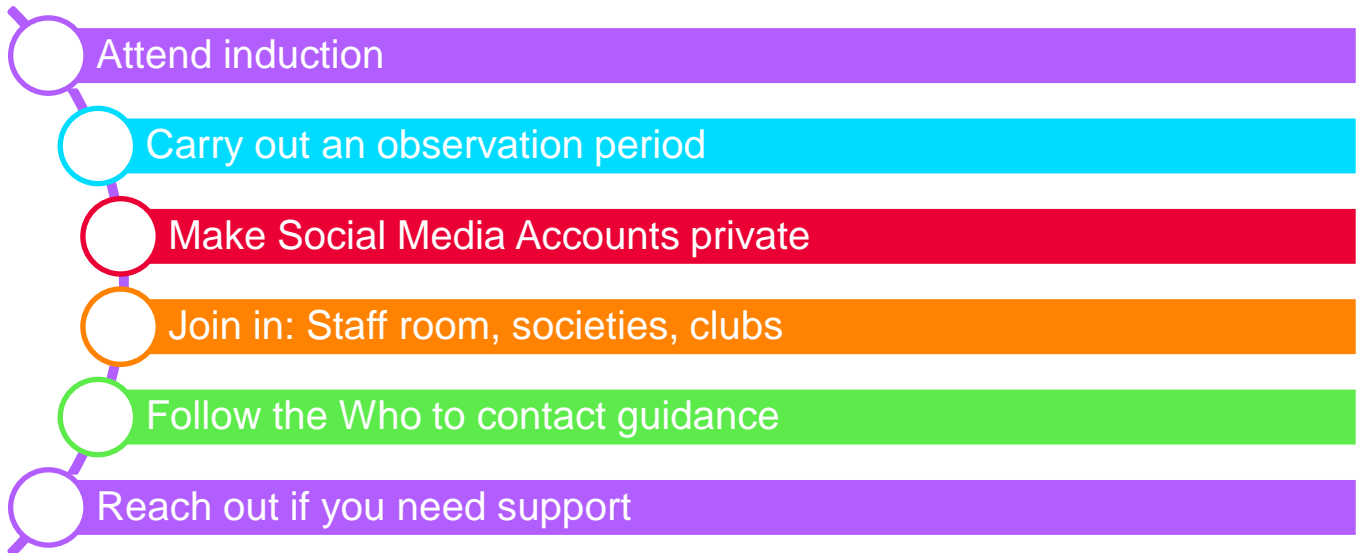 Attend induction
Carry out an observation period
Make Social Media Accounts private
Join in: Staff room, societies, clubs
Follow the Who to contact guidance
Reach out if you need support